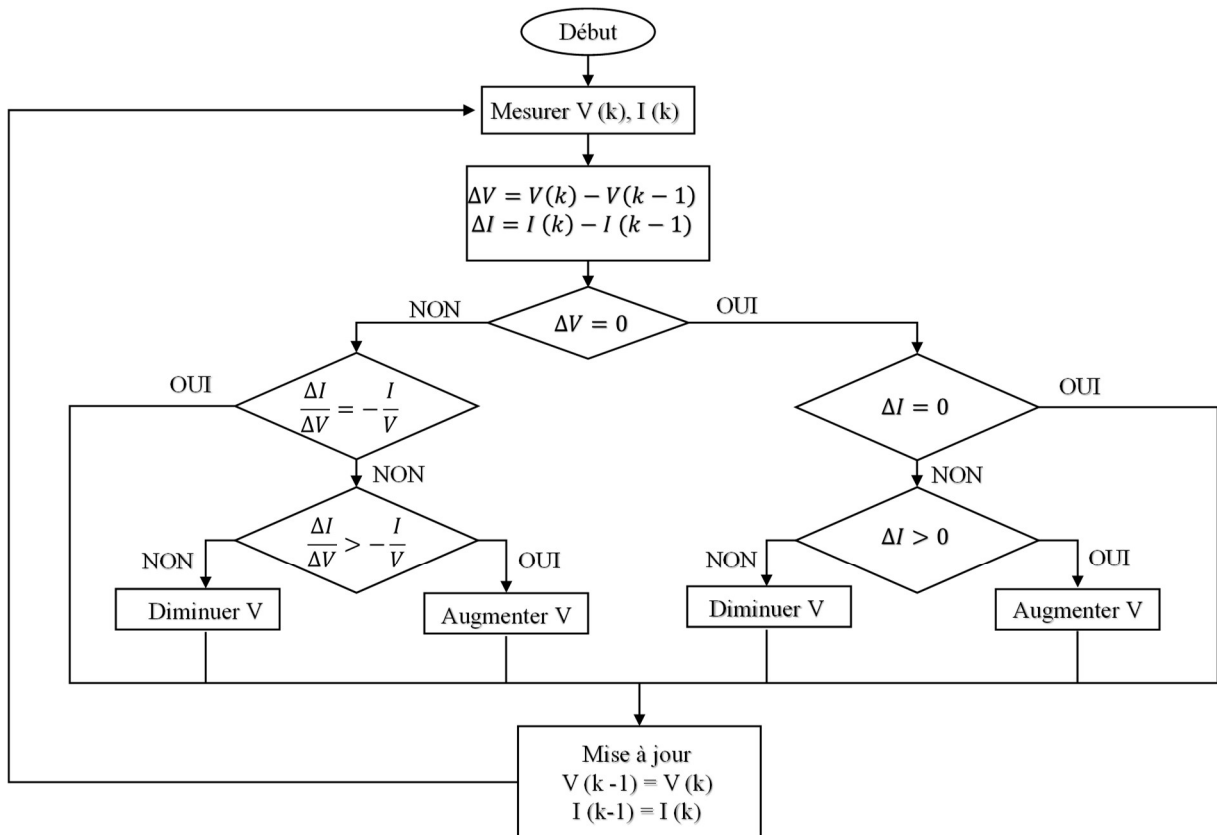 Début
Mesurer V (k), I (k)
ΔV = V(k) − V(k − 1)
ΔI = I (k) − I (k − 1)
NON
OUI
ΔV = 0
OUI
ΔI/ΔV = − I/V
ΔI = 0
OUI
NON
NON
ΔI/ΔV > − I/V
ΔI > 0
NON
OUI
NON
OUI
Diminuer V
Augmenter V
Diminuer V
Augmenter V
Mise à jour
V (k -1) = V (k)
I (k-1) = I (k)